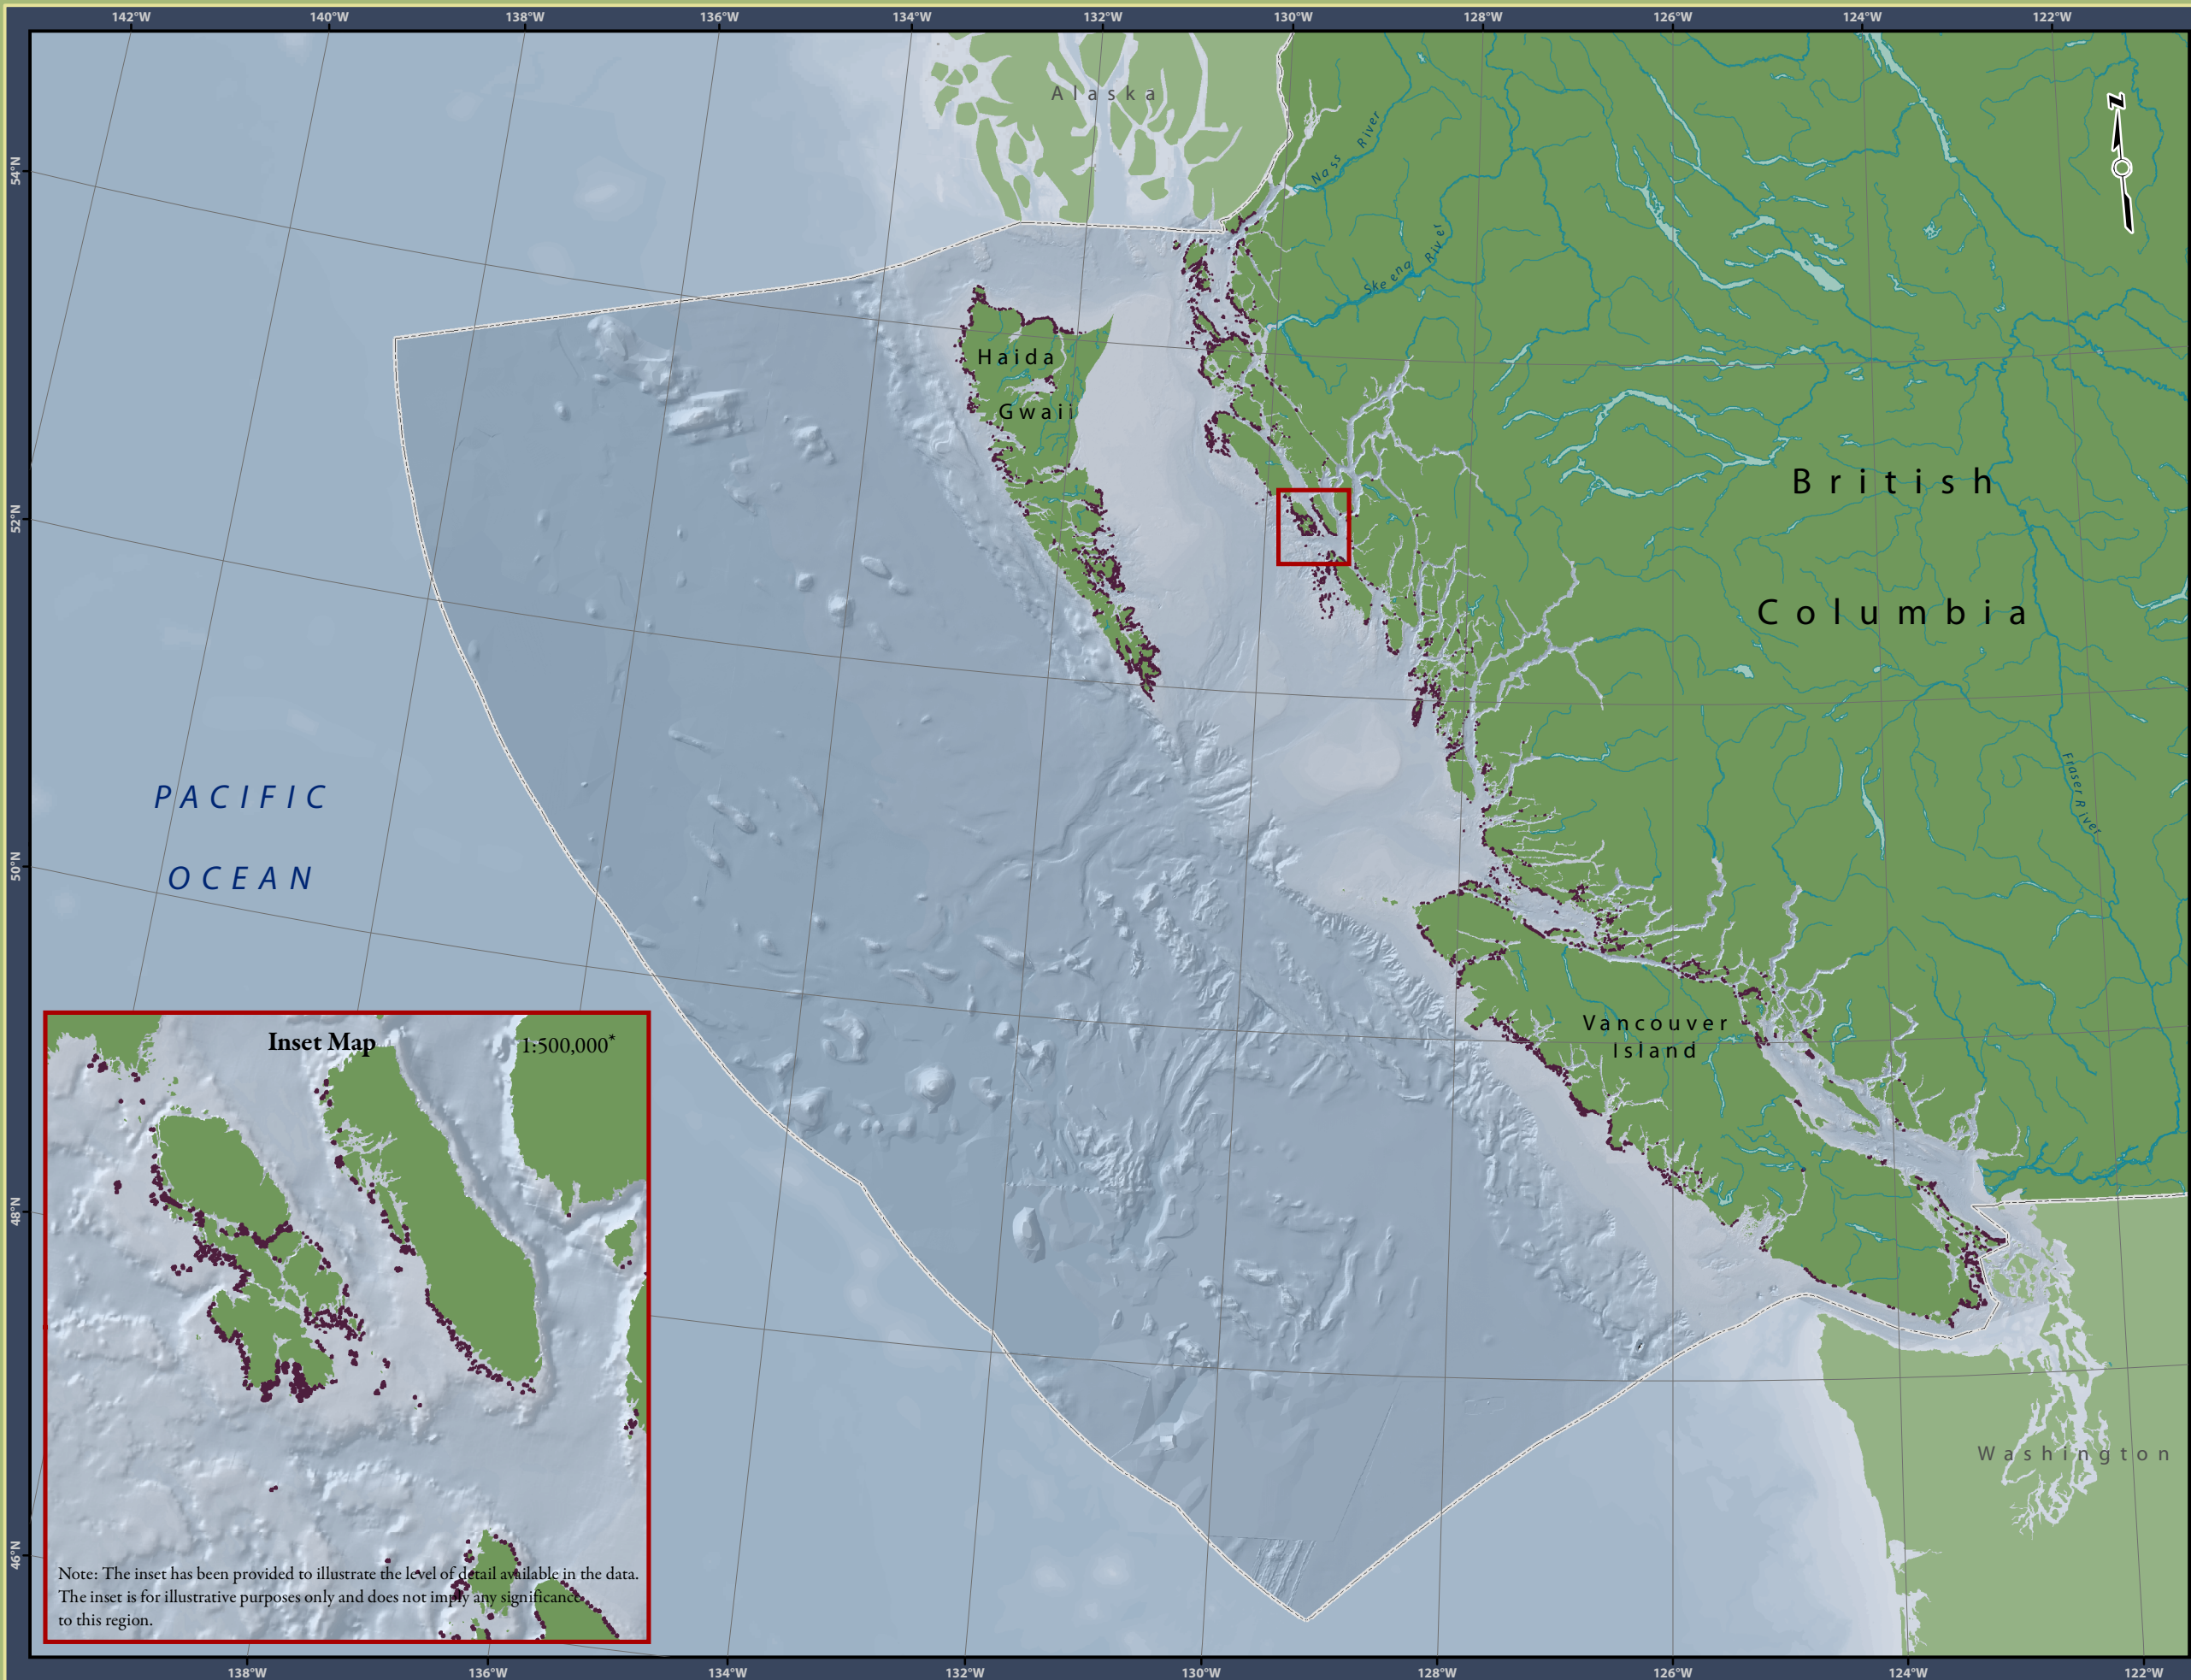 142°W 140°W 138°W 136°W 134°W 132°W 130°W 128°W 126°W 124°W 122°W
Alaska
N
Nass River
54°N
Skeena River
Haida
Gwaii
British
52°N
Columbia
PACIFIC
Fraser River
OCEAN
50°N
Vancouver
Island
Inset Map
1:500,000*
48°N
Washington
46°N
Note: The inset has been provided to illustrate the level of detail available in the data.
The inset is for illustrative purposes only and does not imply any significance
to this region.
138°W 136°W 134°W 132°W 130°W 128°W 126°W 124°W 122°W